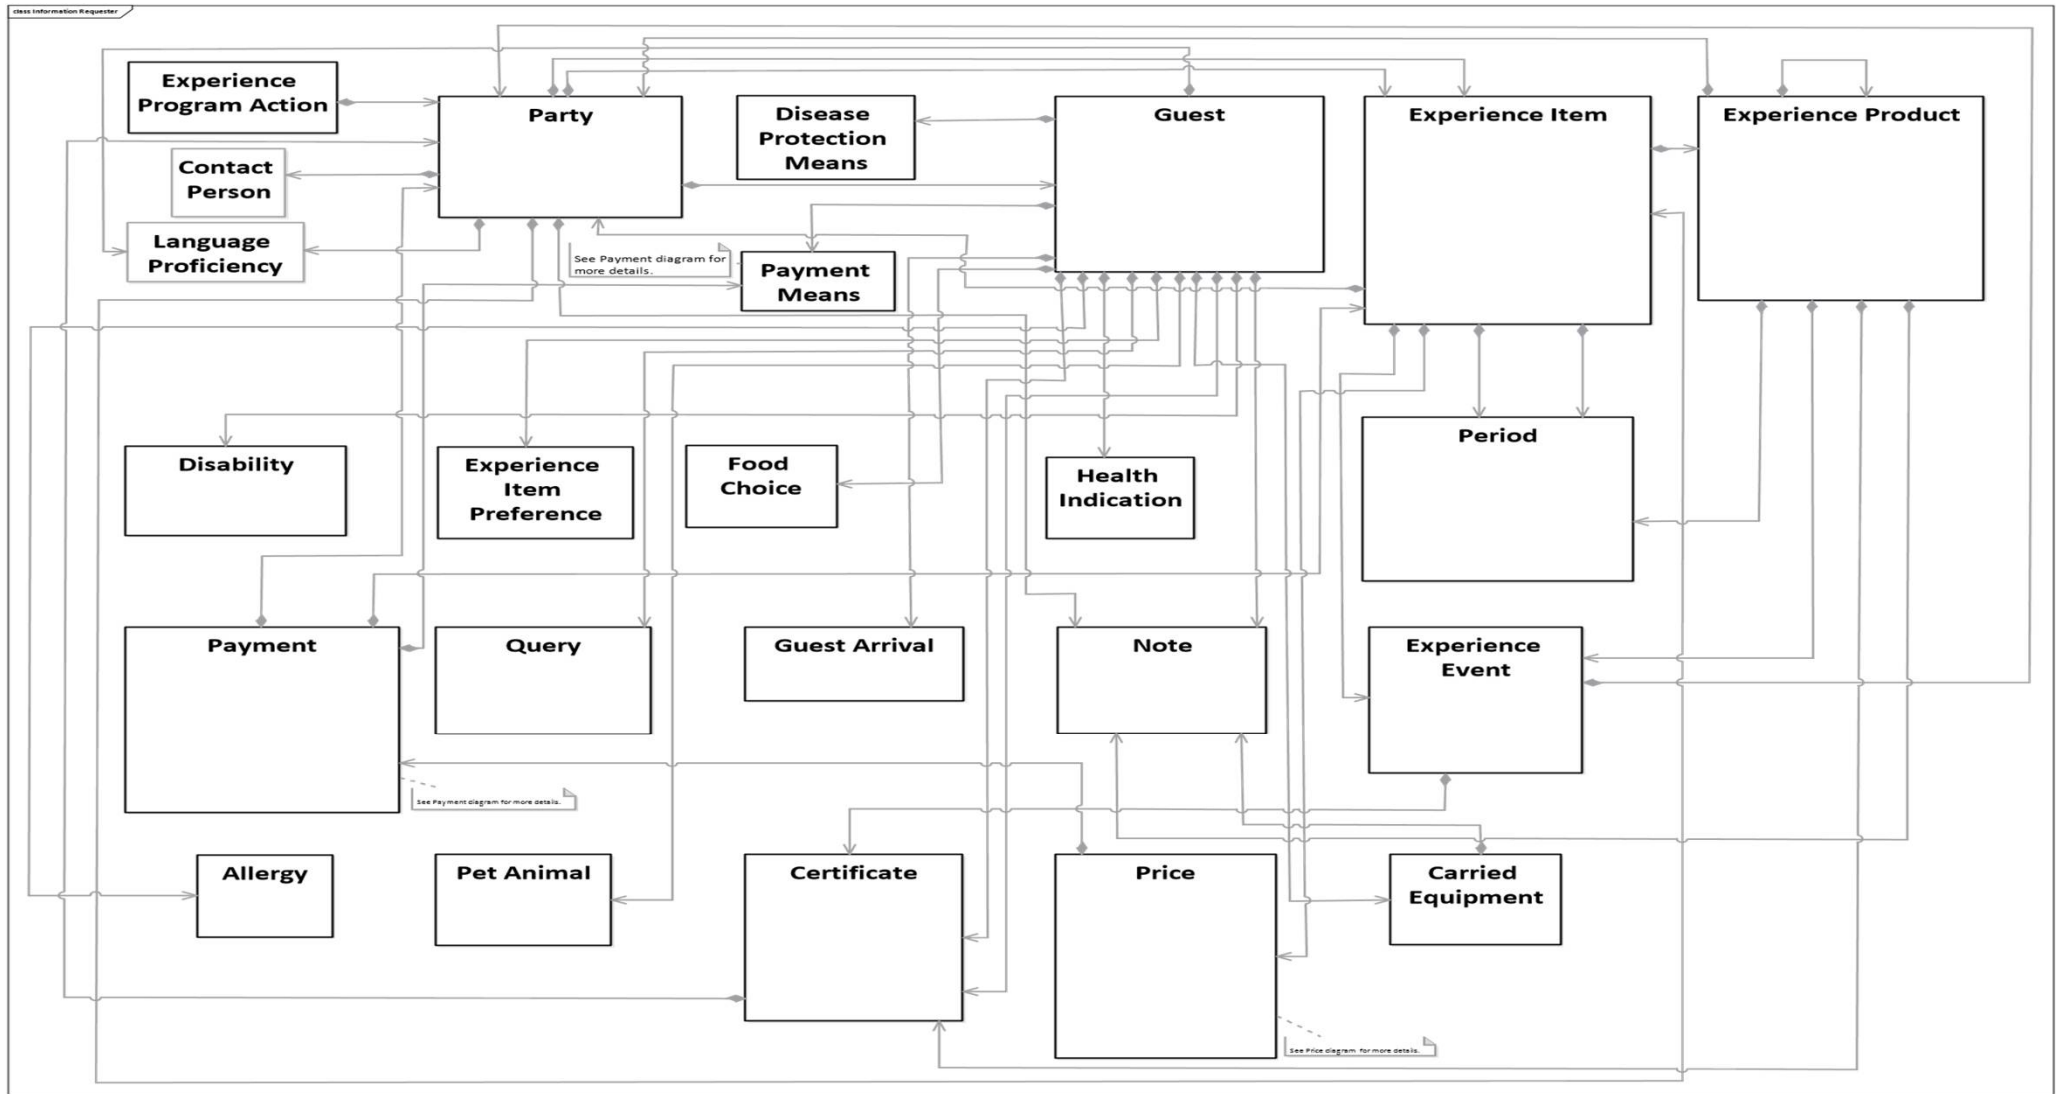 class Information Requester
Experience
Program Action
Party
Disease
Protection
Means
Guest
Experience Item
Experience Product
Contact
Person
Language
Proficiency
See Payment diagram for
more details.
Payment
Means
Disability
Experience
Item
Preference
Food
Choice
Health
Indication
Period
Payment
Query
Guest Arrival
Note
Experience
Event
See Payment diagram for more details.
Allergy
Pet Animal
Certificate
Price
Carried
Equipment
See Price diagram for more details.